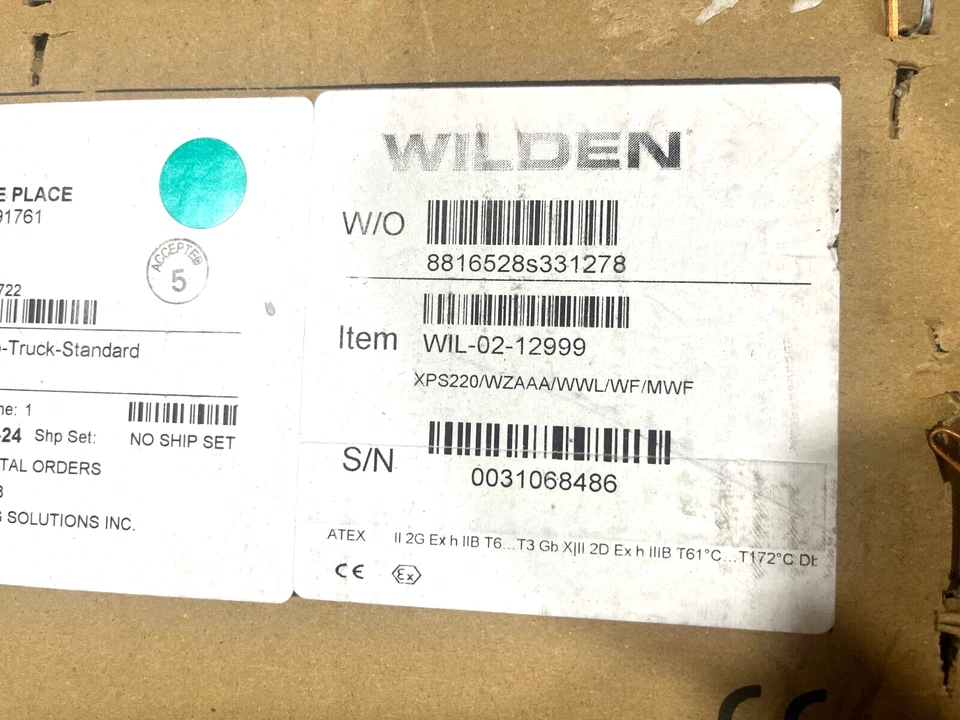 E PLACE
91761
ACCEPTED
5
722
-Truck-Standard
ne: 1
-24 Shp Set:
NO SHIP SET
TAL ORDERS
3
G SOLUTIONS INC.
WILDEN
W/O
8816528s331278
Item
WIL-02-12999
XPS220/WZAAA/WWL/WF/MWF
S/N
0031068486
ATEX II 2G Ex h IIB T6...T3 Gb X|II 2D Ex h IIIB T61°C...T172°C Db
CE Ex
CE